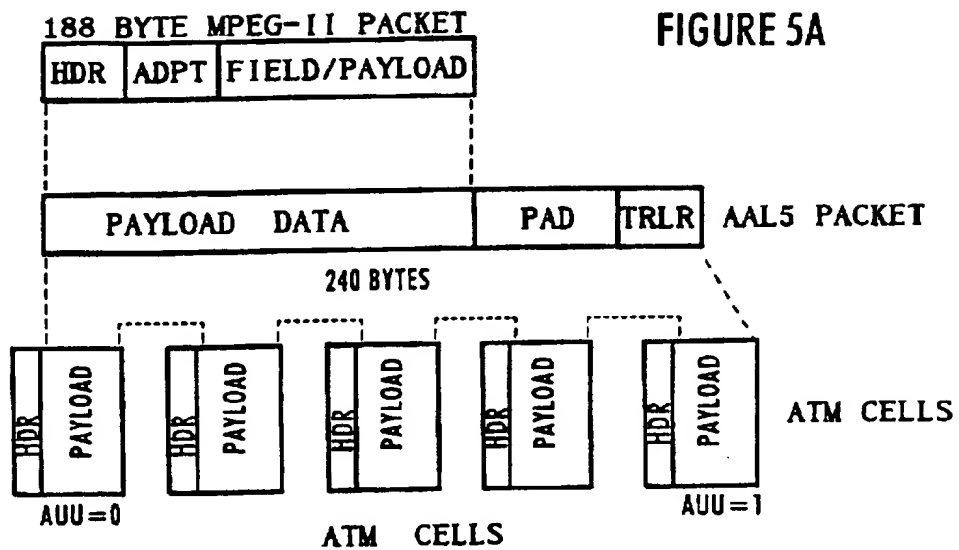 FIGURE 5A
188 BYTE MPEG-II PACKET
HDR ADPT FIELD/PAYLOAD
PAYLOAD DATA PAD TRLR AAL5 PACKET
240 BYTES
HDR PAYLOAD HDR PAYLOAD HDR PAYLOAD HDR PAYLOAD HDR PAYLOAD ATM CELLS
AUU=0 AUU=1
ATM CELLS